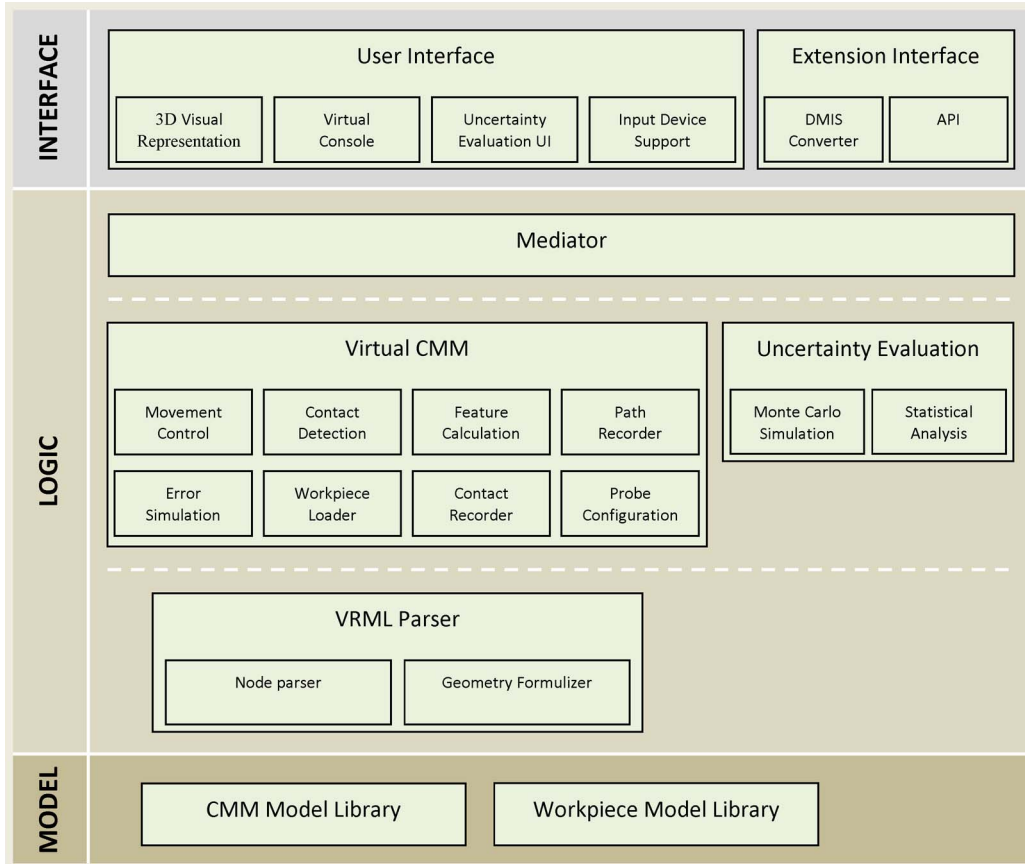 INTERFACE
User Interface
3D Visual
Representation
Virtual
Console
Uncertainty
Evaluation UI
Input Device
Support
Extension Interface
DMIS
Converter
API
LOGIC
Mediator
Virtual CMM
Movement
Control
Contact
Detection
Feature
Calculation
Path
Recorder
Error
Simulation
Workpiece
Loader
Contact
Recorder
Probe
Configuration
Uncertainty Evaluation
Monte Carlo
Simulation
Statistical
Analysis
VRML Parser
Node parser
Geometry Formulizer
MODEL
CMM Model Library
Workpiece Model Library